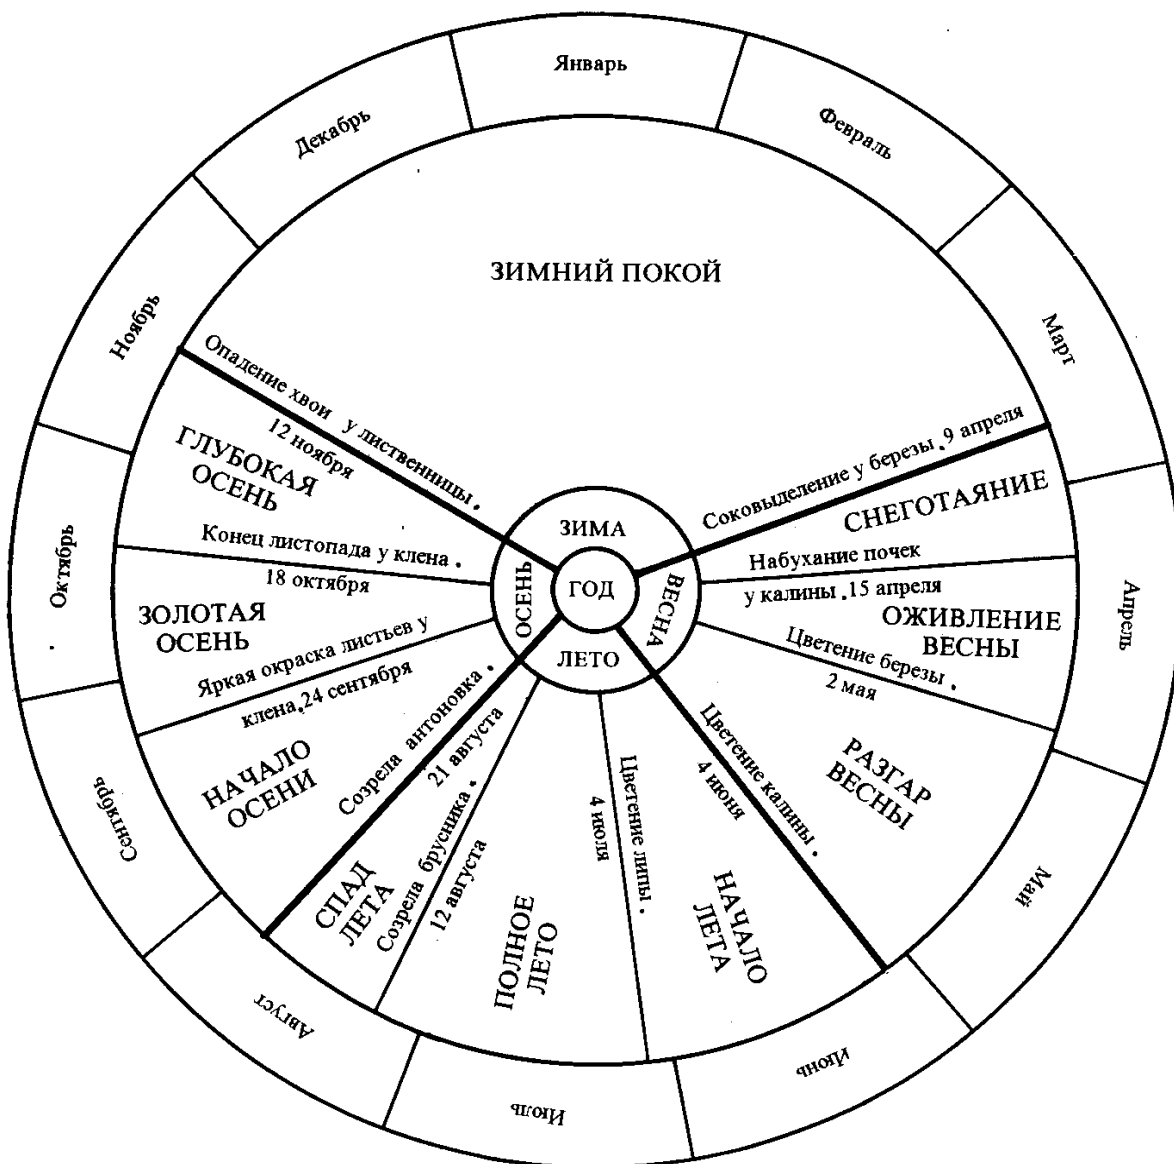 Январь
Февраль
Март
Апрель
Май
Июнь
Июль
Август
Сентябрь
Октябрь
Ноябрь
Декабрь
ЗИМНИЙ ПОКОЙ
Соковыделение у березы. 9 апреля
СНЕГОТАЯНИЕ
Набухание почек
у калины. 15 апреля
ОЖИВЛЕНИЕ
ВЕСНЫ
Цветение березы.
2 мая
РАЗГАР
ВЕСНЫ
Цветение калины.
4 июня
НАЧАЛО
ЛЕТА
Цветение липы.
4 июля
ПОЛНОЕ
ЛЕТО
Созрела брусника.
12 августа
СПАД
ЛЕТА
Созрела антоновка.
21 августа
НАЧАЛО
ОСЕНИ
Яркая окраска листьев у
клена. 24 сентября
ЗОЛОТАЯ
ОСЕНЬ
Конец листопада у клена.
18 октября
ГЛУБОКАЯ
ОСЕНЬ
Опадение хвои у лиственницы.
12 ноября
ЗИМА
ВЕСНА
ЛЕТО
ОСЕНЬ
ГОД